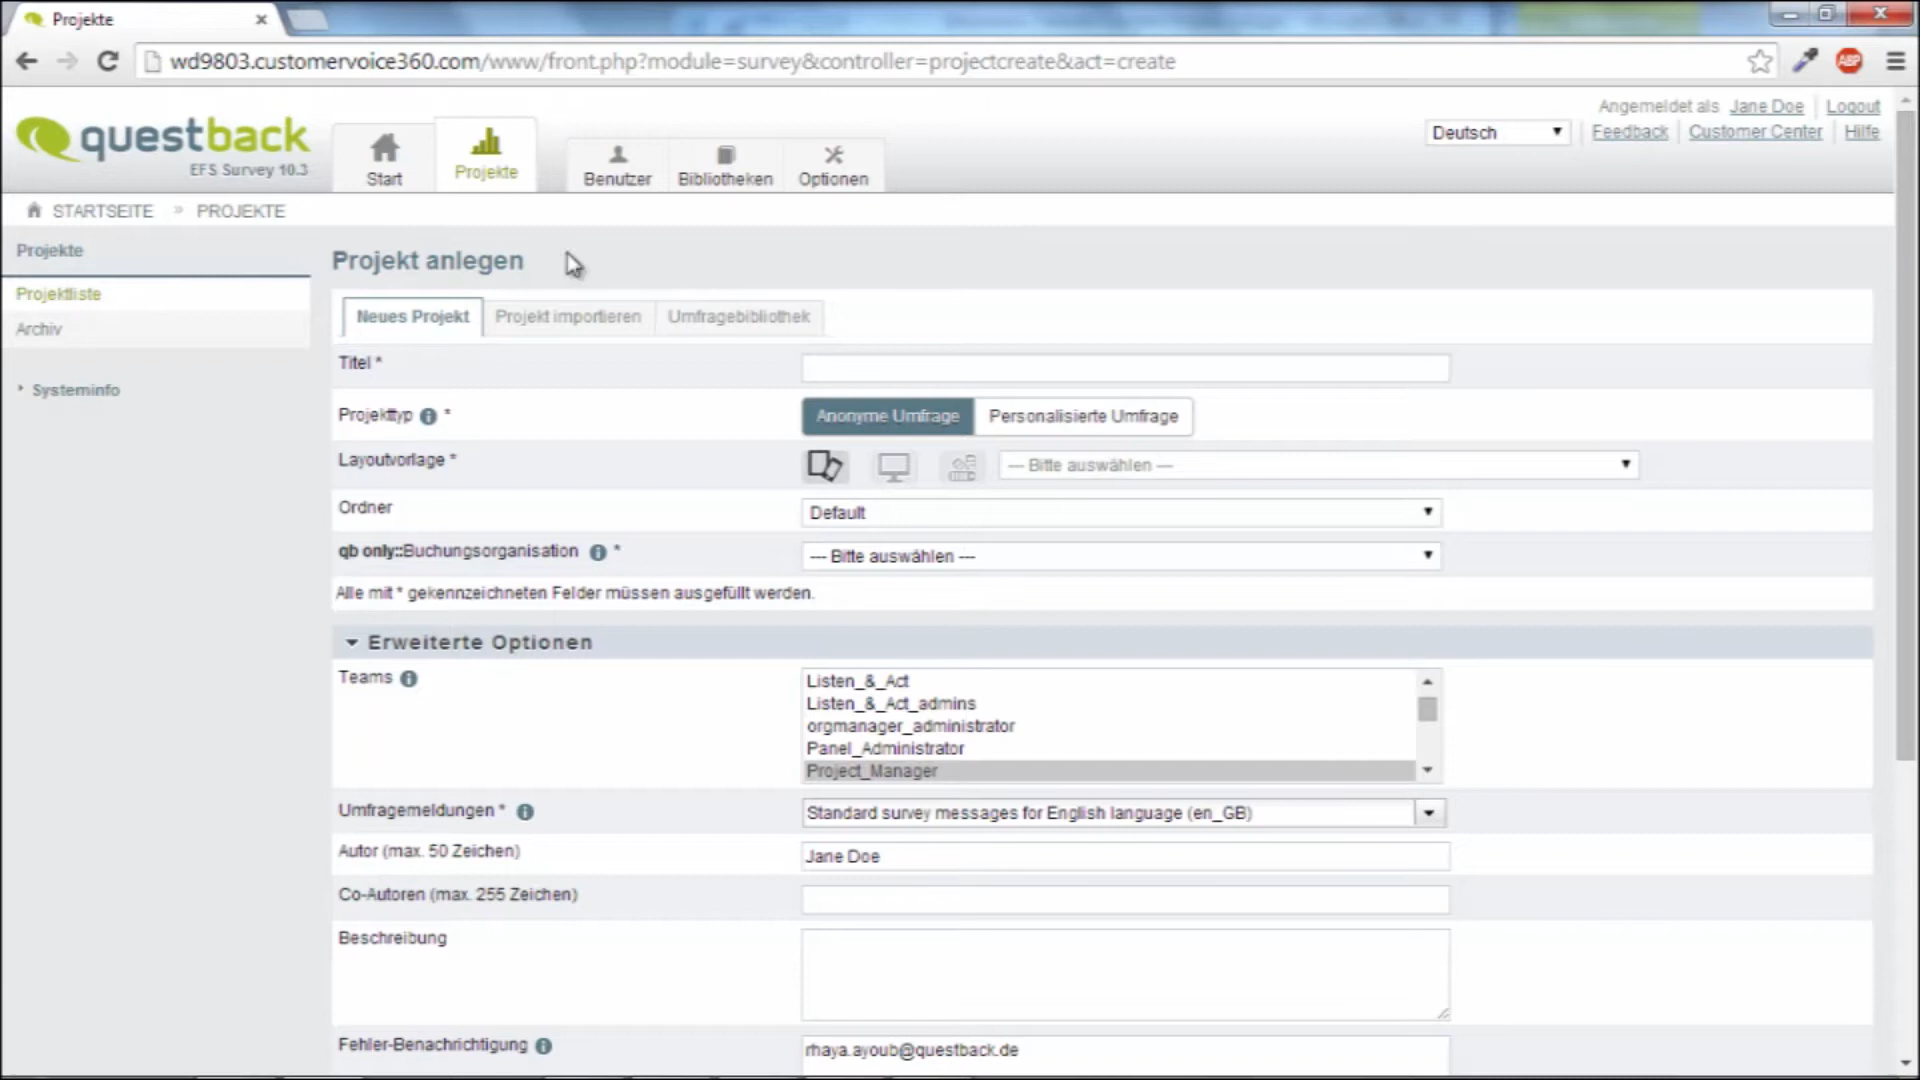 Projekte
wd9803.customervoice360.com/www/front.php?module=survey&controller=projectcreate&act=create
ABP
Angemeldet als Jane Doe Logout
questback
EFS Survey 10.3
Start
Projekte
Benutzer
Bibliotheken
Optionen
Deutsch
Feedback Customer Center Hilfe
STARTSEITE » PROJEKTE
Projekte
Projektliste
Archiv
Systeminfo
Projekt anlegen
Neues Projekt Projekt importieren Umfragebibliothek
Titel *
Projekttyp * Anonyme Umfrage Personalisierte Umfrage
Layoutvorlage * --- Bitte auswählen ---
Ordner Default
qb only::Buchungsorganisation * --- Bitte auswählen ---
Alle mit * gekennzeichneten Felder müssen ausgefüllt werden.
Erweiterte Optionen
Teams
Listen_&_Act
Listen_&_Act_admins
orgmanager_administrator
Panel_Administrator
Project_Manager
Umfragemeldungen * Standard survey messages for English language (en_GB)
Autor (max. 50 Zeichen) Jane Doe
Co-Autoren (max. 255 Zeichen)
Beschreibung
Fehler-Benachrichtigung rhaya.ayoub@questback.de